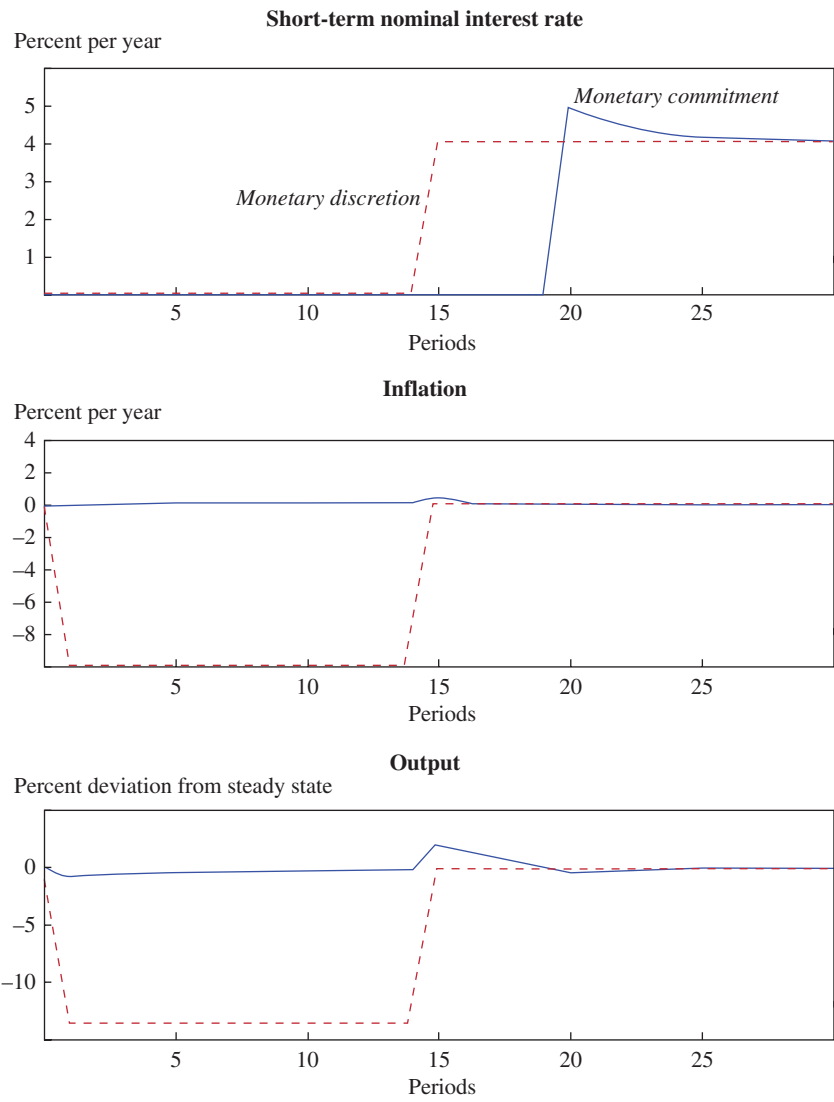 Short-term nominal interest rate
Percent per year
5
4
3
2
1
Monetary commitment
Monetary discretion
5 10 15 20 25
Periods
Inflation
Percent per year
4
2
0
–2
–4
–6
–8
5 10 15 20 25
Periods
Output
Percent deviation from steady state
0
–5
–10
5 10 15 20 25
Periods